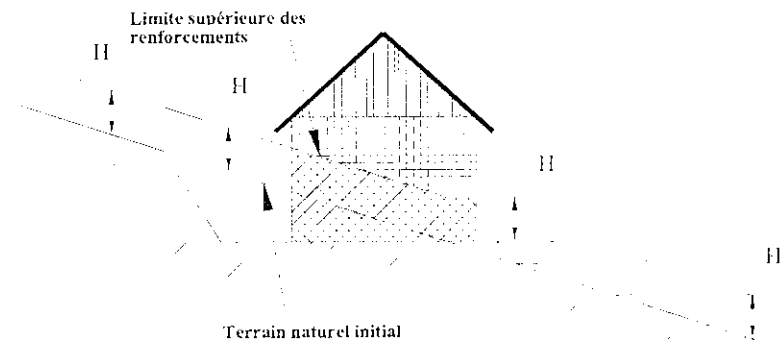 Limite supérieure des
renforcements
H
H
H
H
Terrain naturel initial